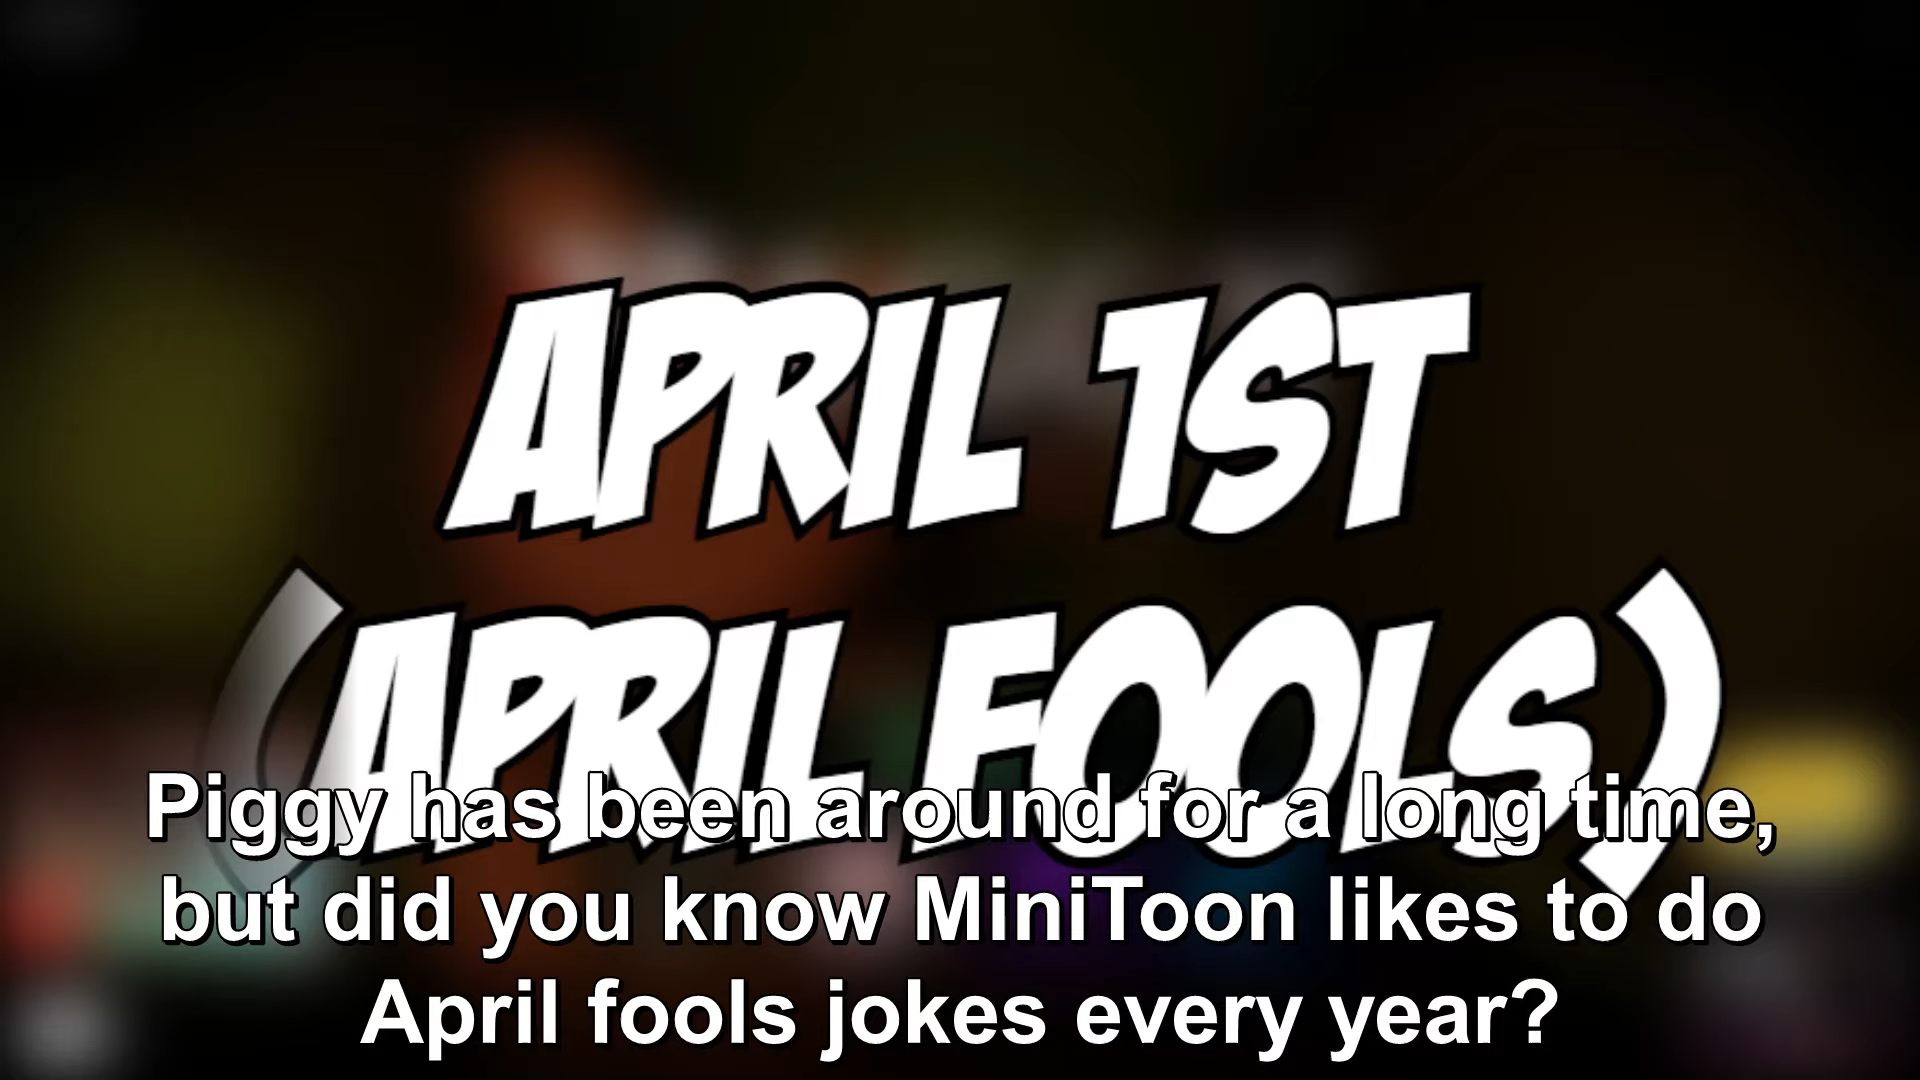 APRIL 1ST
(APRIL FOOLS)
Piggy has been around for a long time,
but did you know MiniToon likes to do
April fools jokes every year?